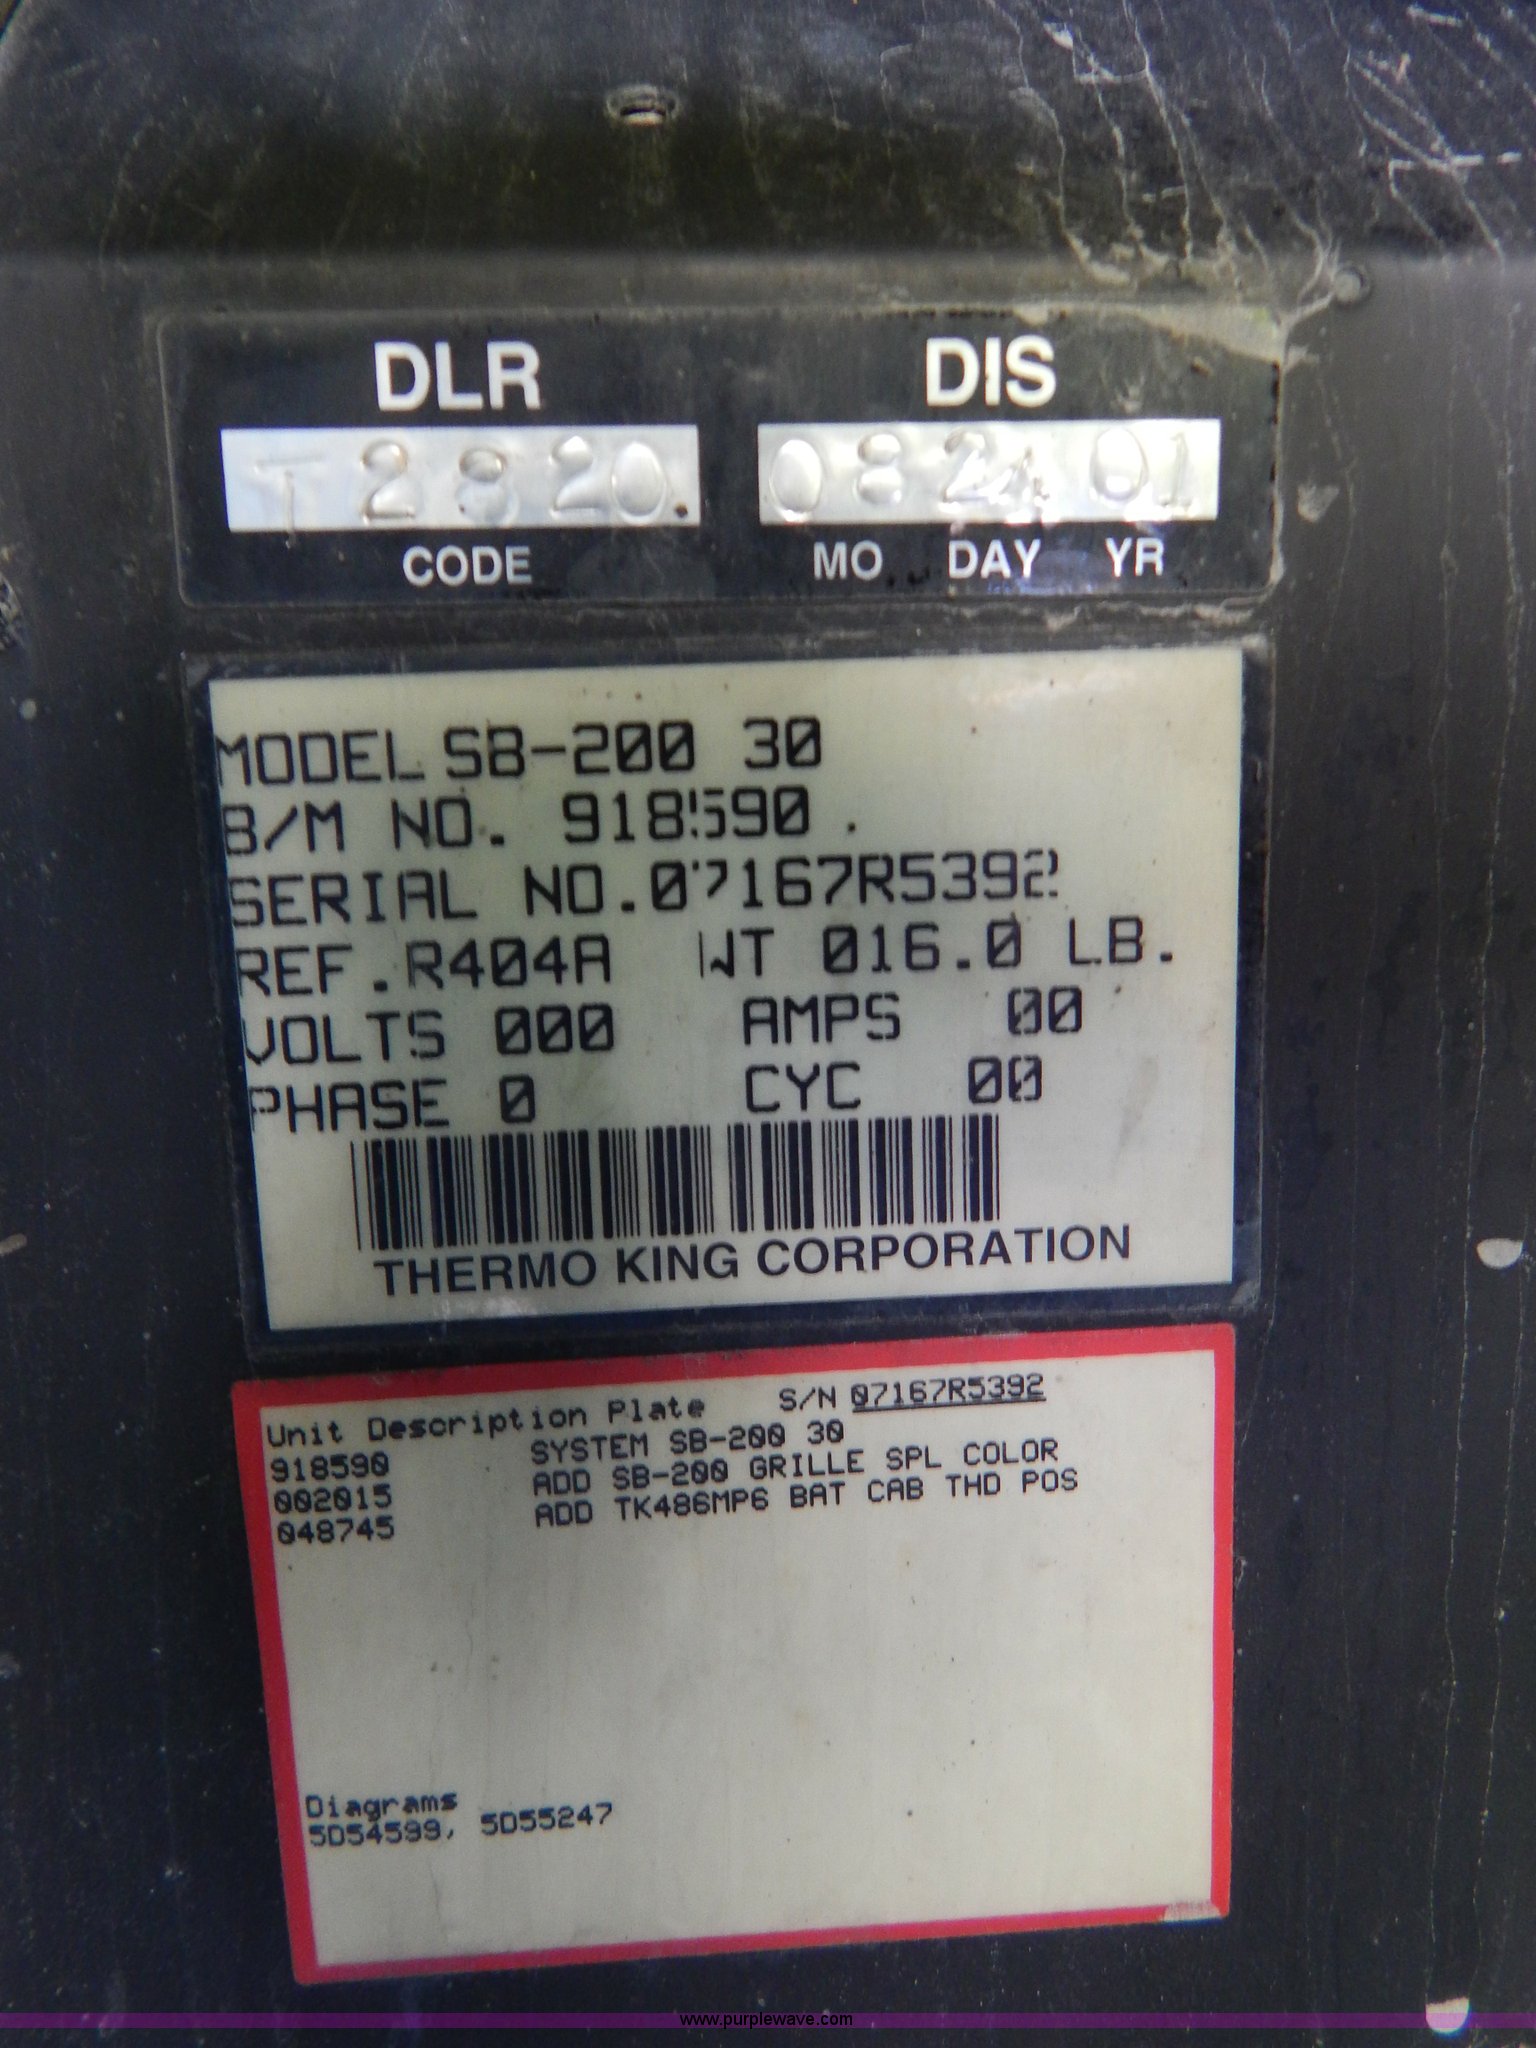 DLR DIS
T2820. 08 24 01
CODE MO DAY YR
MODEL SB-200 30
B/M NO. 918590
SERIAL NO.07167R5392
REF.R404A WT 016.0 LB.
VOLTS 000 AMPS 00
PHASE 0 CYC 00
THERMO KING CORPORATION
Unit Description Plate S/N 07167R5392
918590 SYSTEM SB-200 30
002015 ADD SB-200 GRILLE SPL COLOR
048745 ADD TK486MP6 BAT CAB THD POS
Diagrams
5D54599, 5D55247
www.purplewave.com